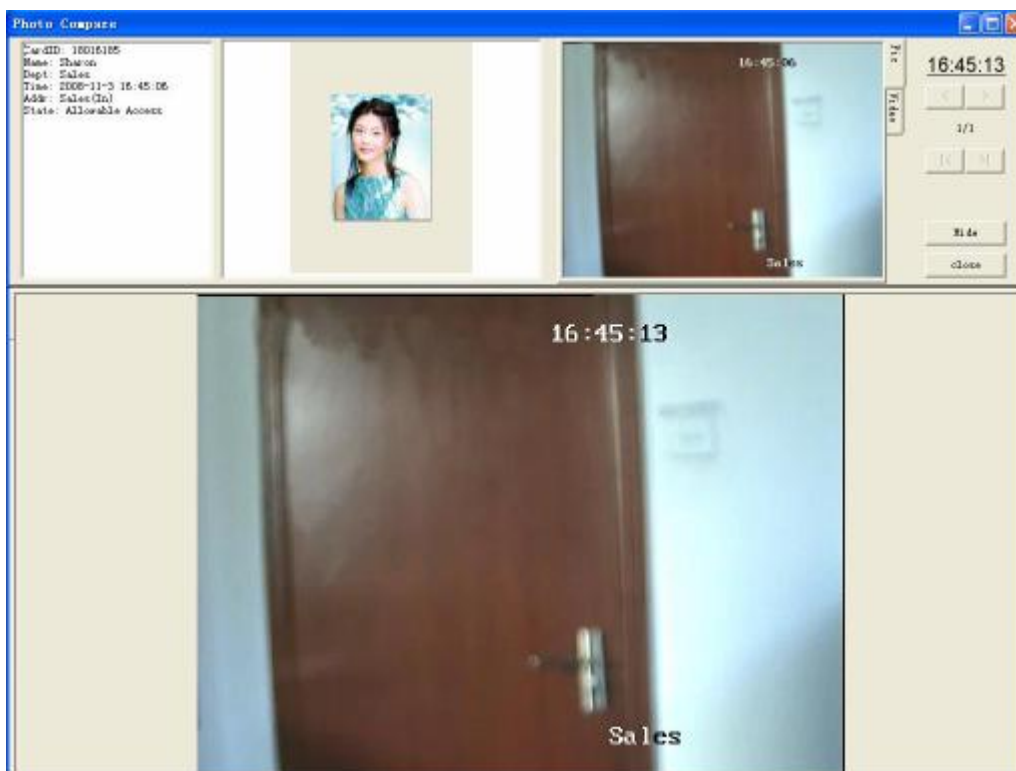 Photo Compare
CardID: 18016185
Name: Sharon
Dept: Sales
Time: 2008-11-3 16:45:06
Addr: Sales(In)
State: Allowable Access
16:45:06
Sales
Pic
Video
16:45:13
<
>
1/1
|<
>|
Hide
close
16:45:13
Sales